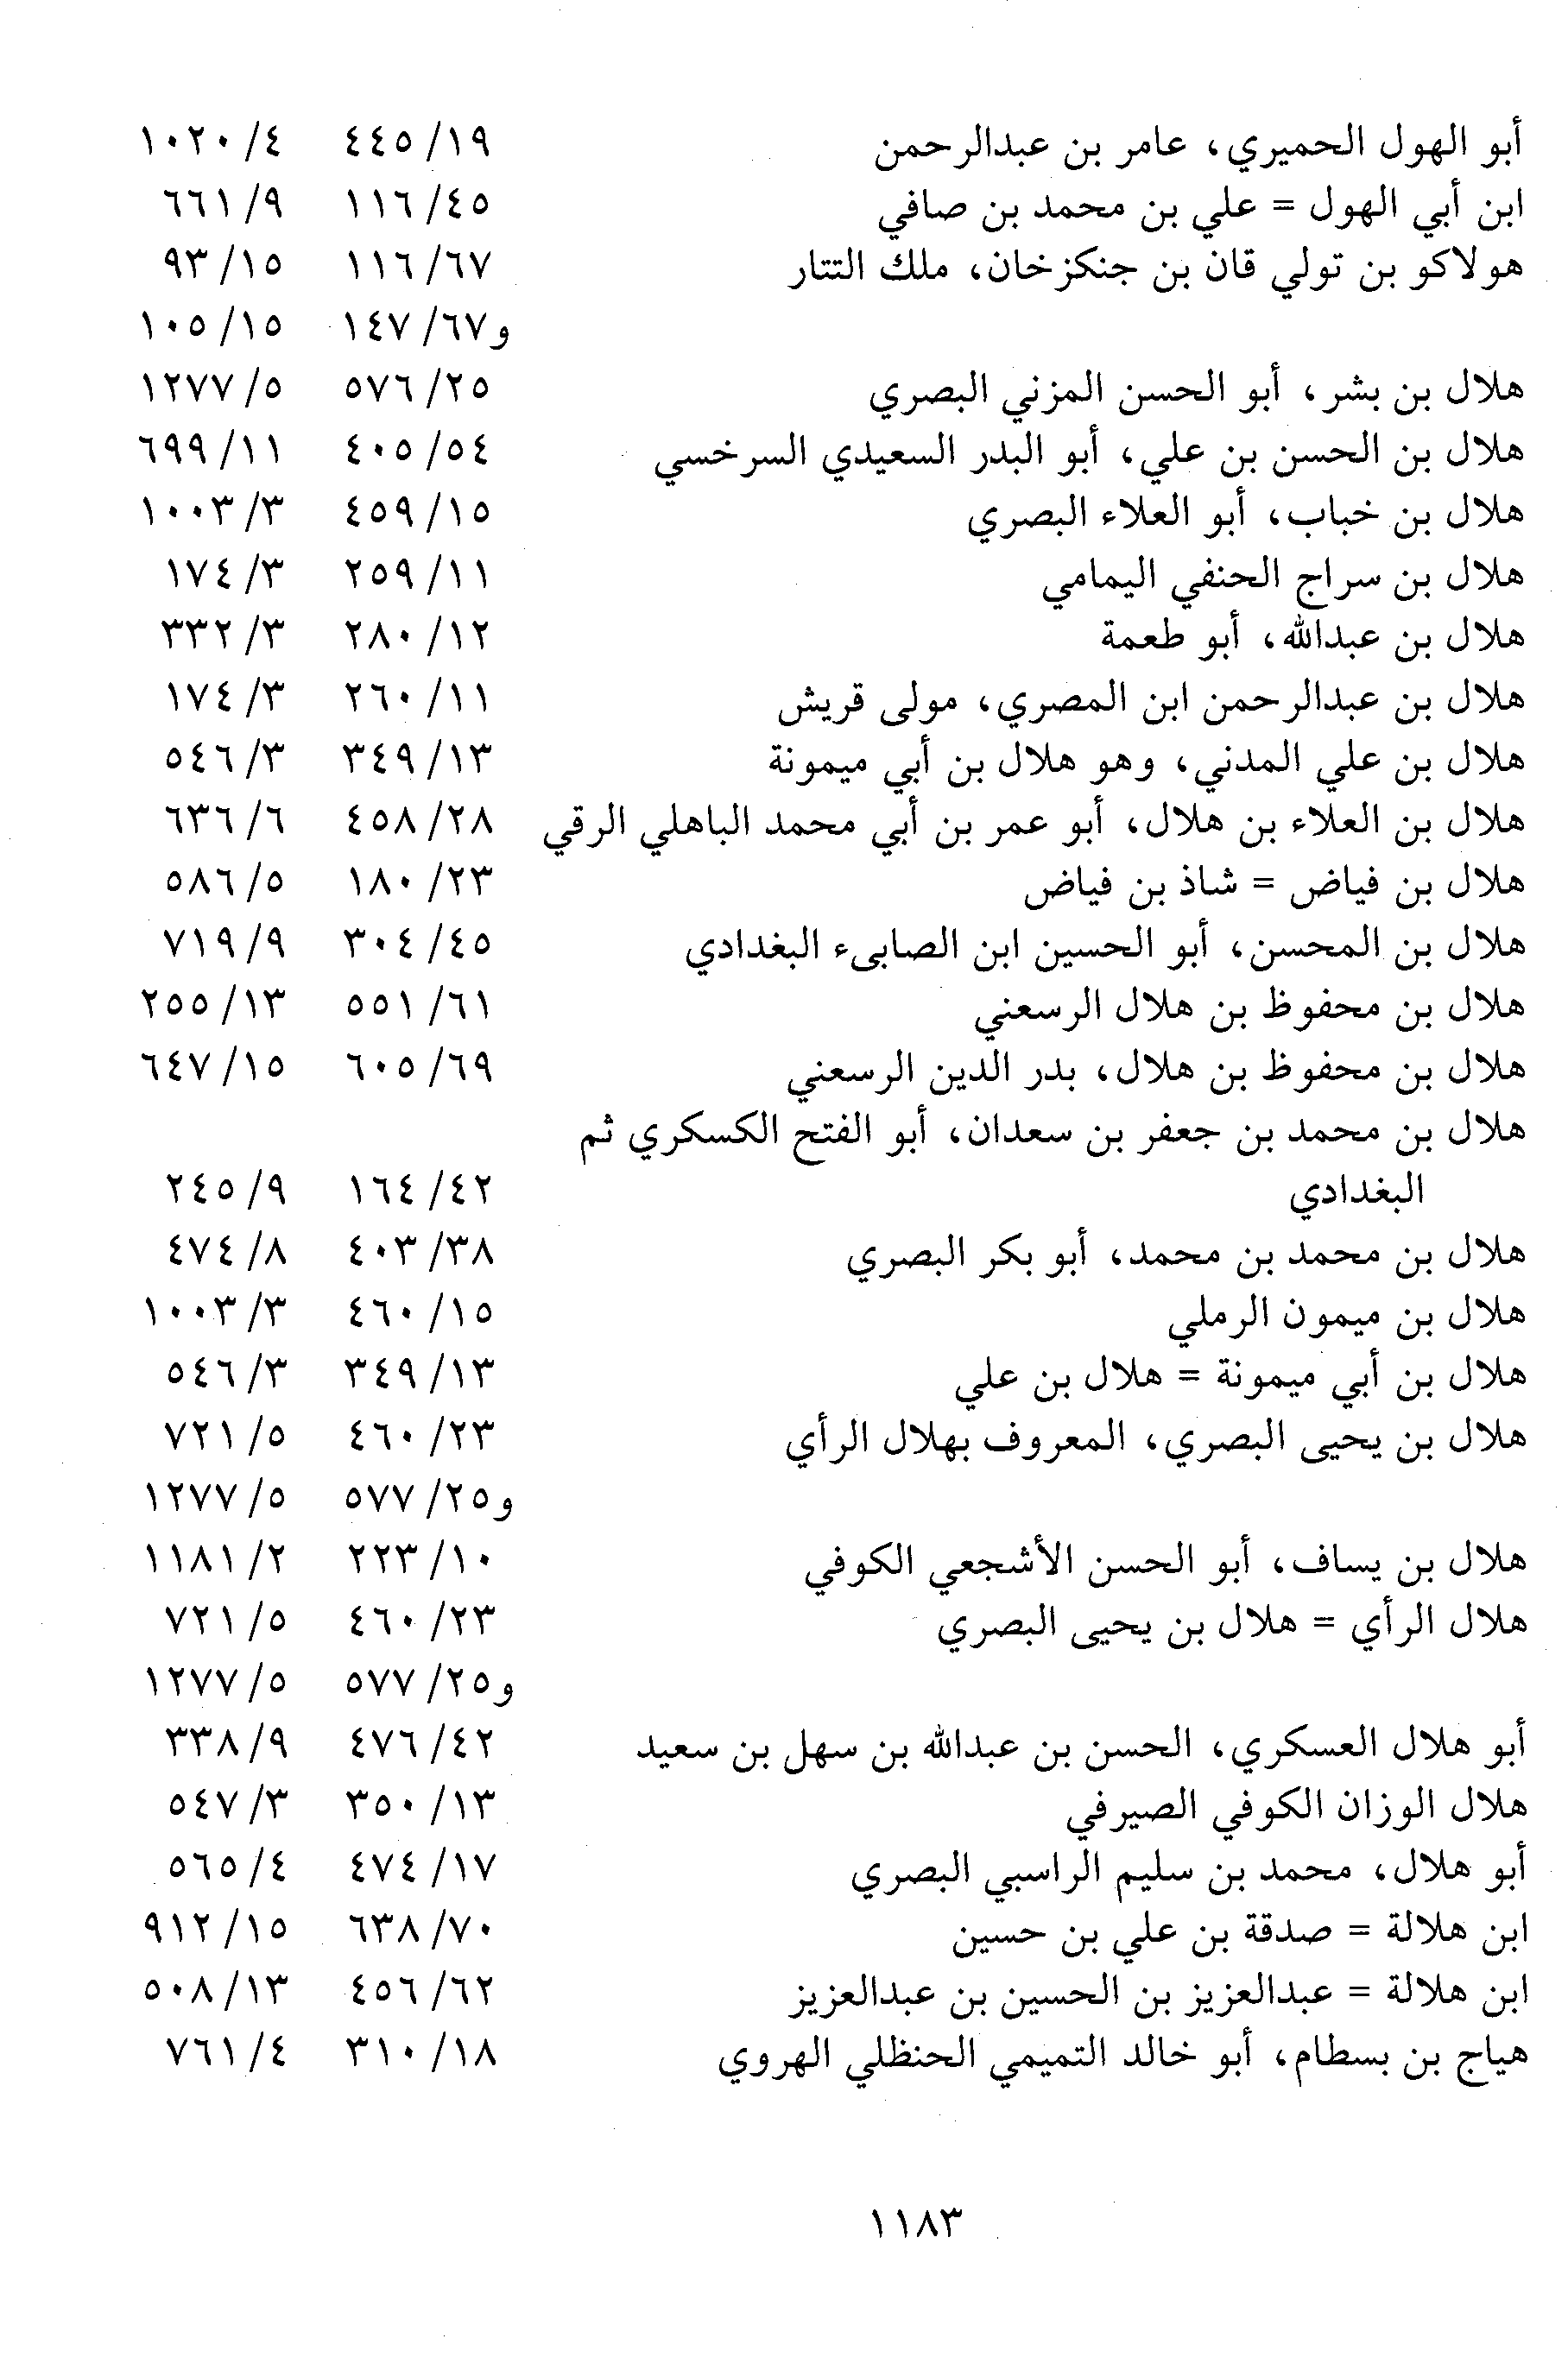 أبو الهول الحميري، عامر بن عبدالرحمن ١٩/ ٤٤٥ ٤/ ١٠٢٠
ابن أبي الهول = علي بن محمد بن صافي ٤٥/ ١١٦ ٩/ ٦٦١
هولاكو بن تولي قان بن جنكزخان، ملك التتار ٦٧/ ١١٦ ١٥/ ٩٣
و٦٧/ ١٤٧ ١٥/ ١٠٥
هلال بن بشر، أبو الحسن المزني البصري ٢٥/ ٥٧٦ ٥/ ١٢٧٧
هلال بن الحسن بن علي، أبو البدر السعيدي السرخسي ٥٤/ ٤٠٥ ١١/ ٦٩٩
هلال بن خباب، أبو العلاء البصري ١٥/ ٤٥٩ ٣/ ١٠٠٣
هلال بن سراج الحنفي اليمامي ١١/ ٢٥٩ ٣/ ١٧٤
هلال بن عبدالله، أبو طعمة ١٢/ ٢٨٠ ٣/ ٣٣٢
هلال بن عبدالرحمن ابن المصري، مولى قريش ١١/ ٢٦٠ ٣/ ١٧٤
هلال بن علي المدني، وهو هلال بن أبي ميمونة ١٣/ ٣٤٩ ٣/ ٥٤٦
هلال بن العلاء بن هلال، أبو عمر بن أبي محمد الباهلي الرقي ٢٨/ ٤٥٨ ٦/ ٦٣٦
هلال بن فياض = شاذ بن فياض ٢٣/ ١٨٠ ٥/ ٥٨٦
هلال بن المحسن، أبو الحسين ابن الصابىء البغدادي ٤٥/ ٣٠٤ ٩/ ٧١٩
هلال بن محفوظ بن هلال الرسعني ٦١/ ٥٥١ ١٣/ ٢٥٥
هلال بن محفوظ بن هلال، بدر الدين الرسعني ٦٩/ ٦٠٥ ١٥/ ٦٤٧
هلال بن محمد بن جعفر بن سعدان، أبو الفتح الكسكري ثم
البغدادي ٤٢/ ١٦٤ ٩/ ٢٤٥
هلال بن محمد بن محمد، أبو بكر البصري ٣٨/ ٤٠٣ ٨/ ٤٧٤
هلال بن ميمون الرملي ١٥/ ٤٦٠ ٣/ ١٠٠٣
هلال بن أبي ميمونة = هلال بن علي ١٣/ ٣٤٩ ٣/ ٥٤٦
هلال بن يحيى البصري، المعروف بهلال الرأي ٢٣/ ٤٦٠ ٥/ ٧٢١
و٢٥/ ٥٧٧ ٥/ ١٢٧٧
هلال بن يساف، أبو الحسن الأشجعي الكوفي ١٠/ ٢٢٣ ٢/ ١١٨١
هلال الرأي = هلال بن يحيى البصري ٢٣/ ٤٦٠ ٥/ ٧٢١
و٢٥/ ٥٧٧ ٥/ ١٢٧٧
أبو هلال العسكري، الحسن بن عبدالله بن سهل بن سعيد ٤٢/ ٤٧٦ ٩/ ٣٣٨
هلال الوزان الكوفي الصيرفي ١٣/ ٣٥٠ ٣/ ٥٤٧
أبو هلال، محمد بن سليم الراسبي البصري ١٧/ ٤٧٤ ٤/ ٥٦٥
ابن هلالة = صدقة بن علي بن حسين ٧٠/ ٦٣٨ ١٥/ ٩١٢
ابن هلالة = عبدالعزيز بن الحسين بن عبدالعزيز ٦٢/ ٤٥٦ ١٣/ ٥٠٨
هياج بن بسطام، أبو خالد التميمي الحنظلي الهروي ١٨/ ٣١٠ ٤/ ٧٦١
١١٨٣